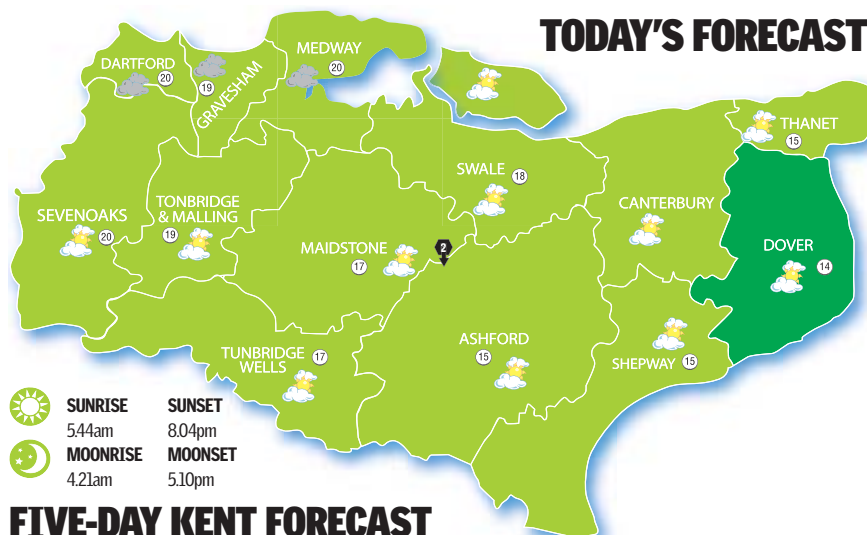 TODAY'S FORECAST
MEDWAY
20
DARTFORD
20
19
GRAVESHAM
THANET
15
SWALE
18
CANTERBURY
TONBRIDGE
& MALLING
19
SEVENOAKS
20
MAIDSTONE
17
2
DOVER
14
TUNBRIDGE
WELLS
17
ASHFORD
15
SHEPWAY
15
SUNRISE SUNSET
5.44am 8.04pm
MOONRISE MOONSET
4.21am 5.10pm
FIVE-DAY KENT FORECAST